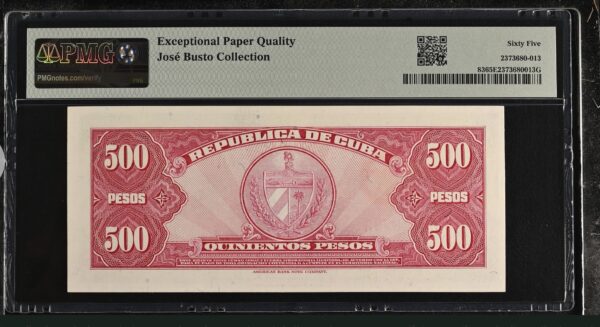 PMG
PMGnotes.com/verify
Exceptional Paper Quality
José Busto Collection
Sixty Five
2373680-013
8365E2373680013G
REPUBLICA DE CUBA
500
500
PESOS
PESOS
500
500
QUINIENTOS PESOS
AMERICAN BANK NOTE COMPANY.